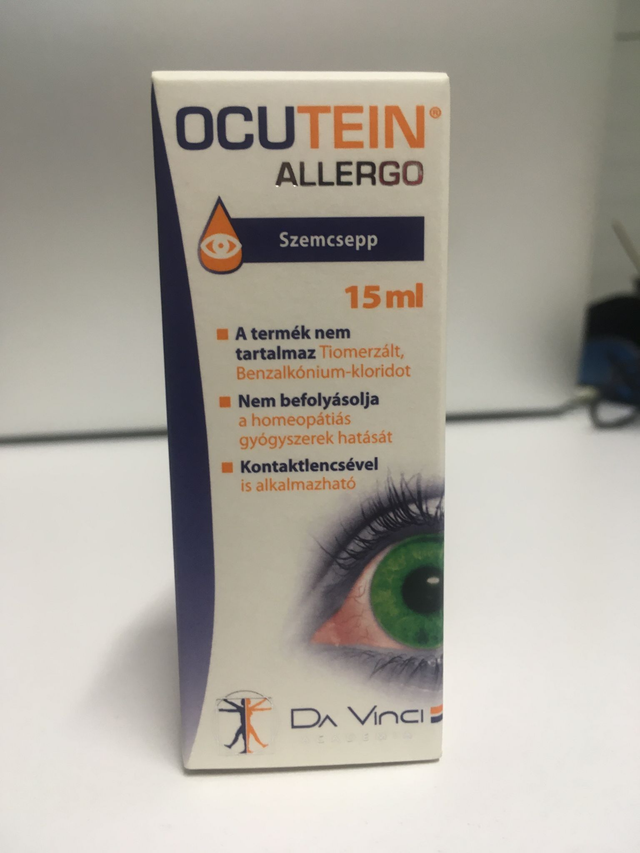 OCUTEIN®
ALLERGO
Szemcsepp
15 ml
A termék nem
tartalmaz Tiomerzált,
Benzalkónium-kloridot
Nem befolyásolja
a homeopátiás
gyógyszerek hatását
Kontaktlencsével
is alkalmazható
DA VINCI
ACADEMIA